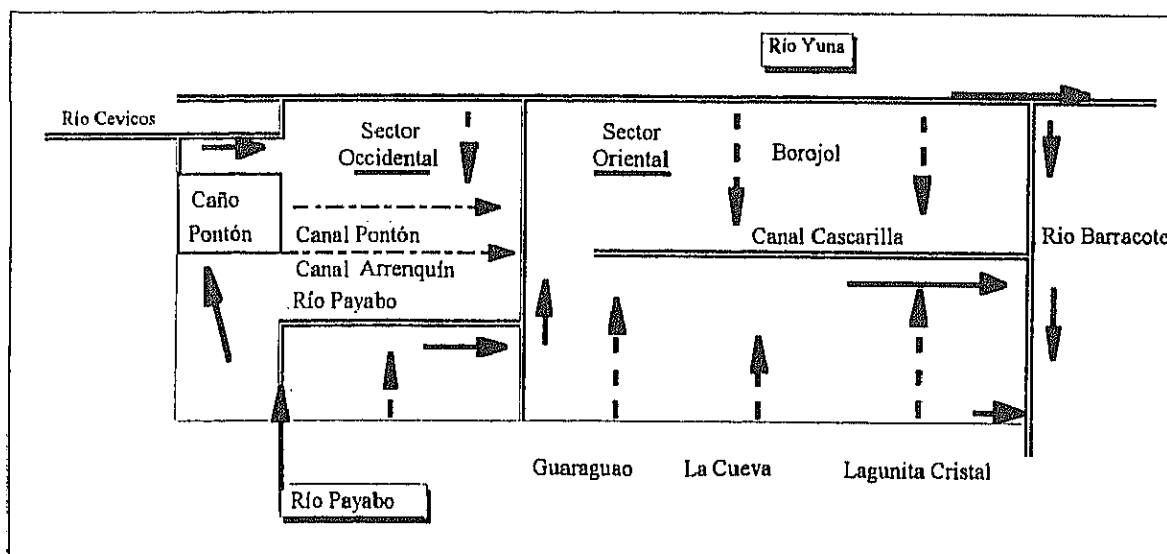 Río Yuna
Río Cevicos
Sector
Occidental
Sector
Oriental
Borojol
Caño
Pontón
Canal Pontón
Canal Cascarilla
Río Barracote
Canal Arrenquín
Río Payabo
Guaraguao
La Cueva
Lagunita Cristal
Río Payabo